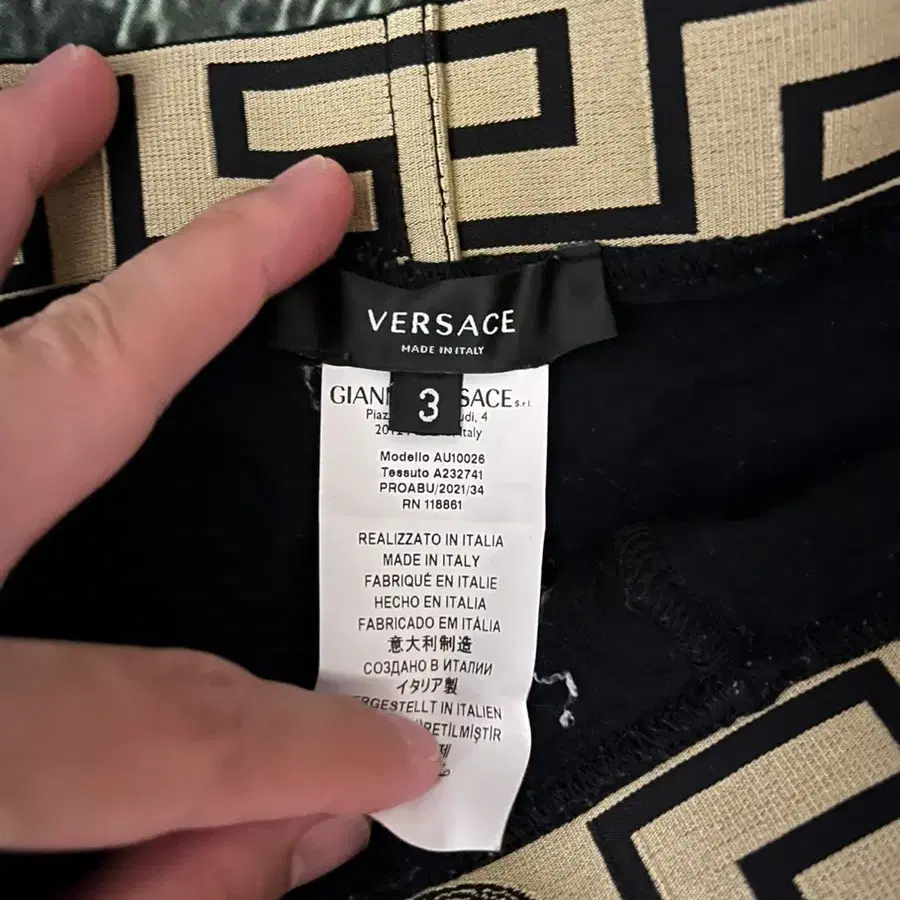 VERSACE
MADE IN ITALY
3
GIAN SACE S.r.l.
Piaz udi, 4
Italy
Modello AU10026
Tessuto A232741
PROABU/2021/34
RN 118861
REALIZZATO IN ITALIA
MADE IN ITALY
FABRIQUÉ EN ITALIE
HECHO EN ITALIA
FABRICADO EM ITÁLIA
意大利制造
СОЗДАНО В ИТАЛИИ
イタリア製
ERGESTELLT IN ITALIEN
ÜRETİLMİŞTİR